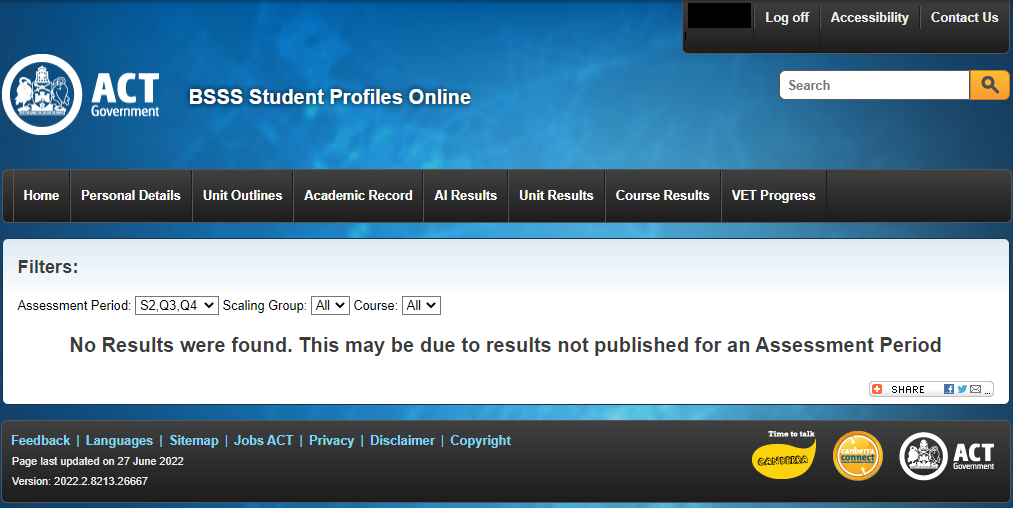 Log off Accessibility Contact Us
ACT
Government
BSSS Student Profiles Online
Search
Home Personal Details Unit Outlines Academic Record AI Results Unit Results Course Results VET Progress
Filters:
Assessment Period: S2,Q3,Q4 Scaling Group: All Course: All
No Results were found. This may be due to results not published for an Assessment Period
SHARE ...
Feedback | Languages | Sitemap | Jobs ACT | Privacy | Disclaimer | Copyright
Page last updated on 27 June 2022
Version: 2022.2.8213.26667
Time to talk
CANBERRA
canberra
connect
ACT
Government